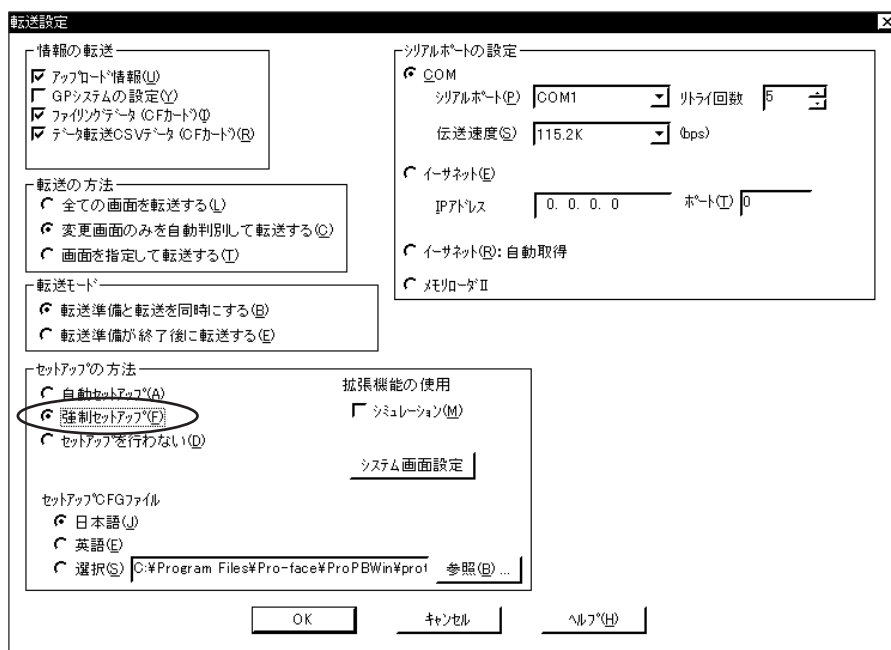 転送設定
情報の転送
アップロード情報(U)
GPシステムの設定(Y)
ファイリングデータ(CFカード)(I)
データ転送CSVデータ(CFカード)(R)
転送の方法
全ての画面を転送する(L)
変更画面のみを自動判別して転送する(C)
画面を指定して転送する(T)
転送モード
転送準備と転送を同時にする(B)
転送準備が終了後に転送する(E)
シリアルポートの設定
COM
シリアルポート(P) COM1 リトライ回数 5
伝送速度(S) 115.2K (bps)
イーサネット(E)
IPアドレス 0. 0. 0. 0 ポート(T) 0
イーサネット(R):自動取得
メモリローダⅡ
セットアップの方法
自動セットアップ(A)
強制セットアップ(F)
セットアップを行わない(D)
拡張機能の使用
シミュレーション(M)
システム画面設定
セットアップCFGファイル
日本語(J)
英語(E)
選択(S) C:¥Program Files¥Pro-face¥ProPBWin¥prot 参照(B) ...
OK キャンセル ヘルプ(H)